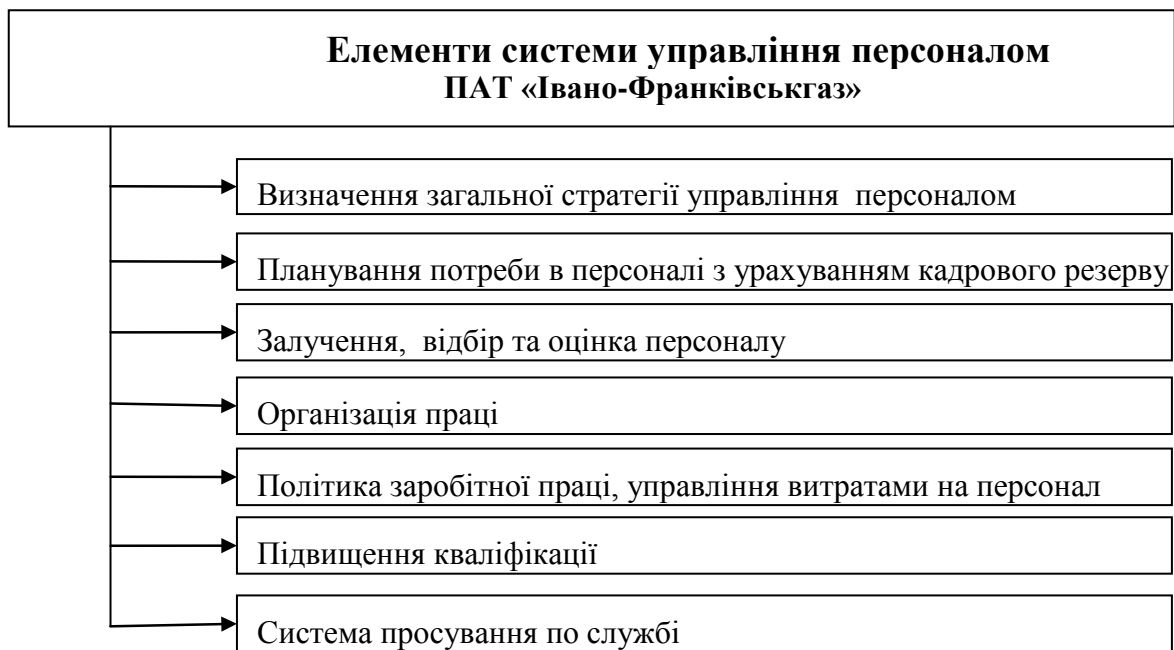 Елементи системи управління персоналом
ПАТ «Івано-Франківськгаз»
Визначення загальної стратегії управління персоналом
Планування потреби в персоналі з урахуванням кадрового резерву
Залучення, відбір та оцінка персоналу
Організація праці
Політика заробітної праці, управління витратами на персонал
Підвищення кваліфікації
Система просування по службі